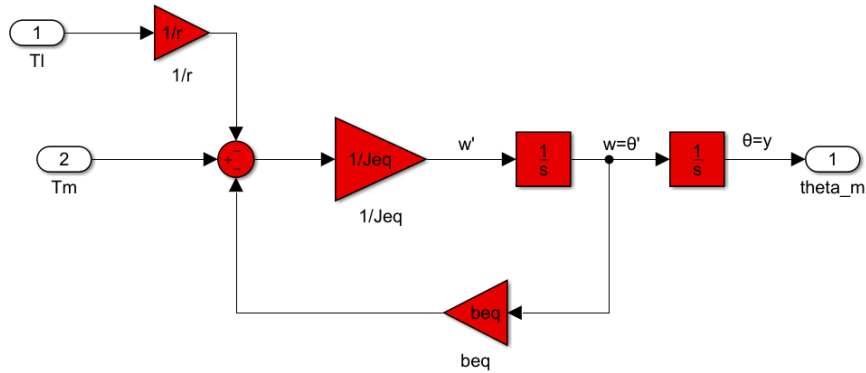 1
Tl
1/r
1/r
2
Tm
+
−
−
1/Jeq
1/Jeq
w'
1
s
w=θ'
1
s
θ=y
1
theta_m
beq
beq